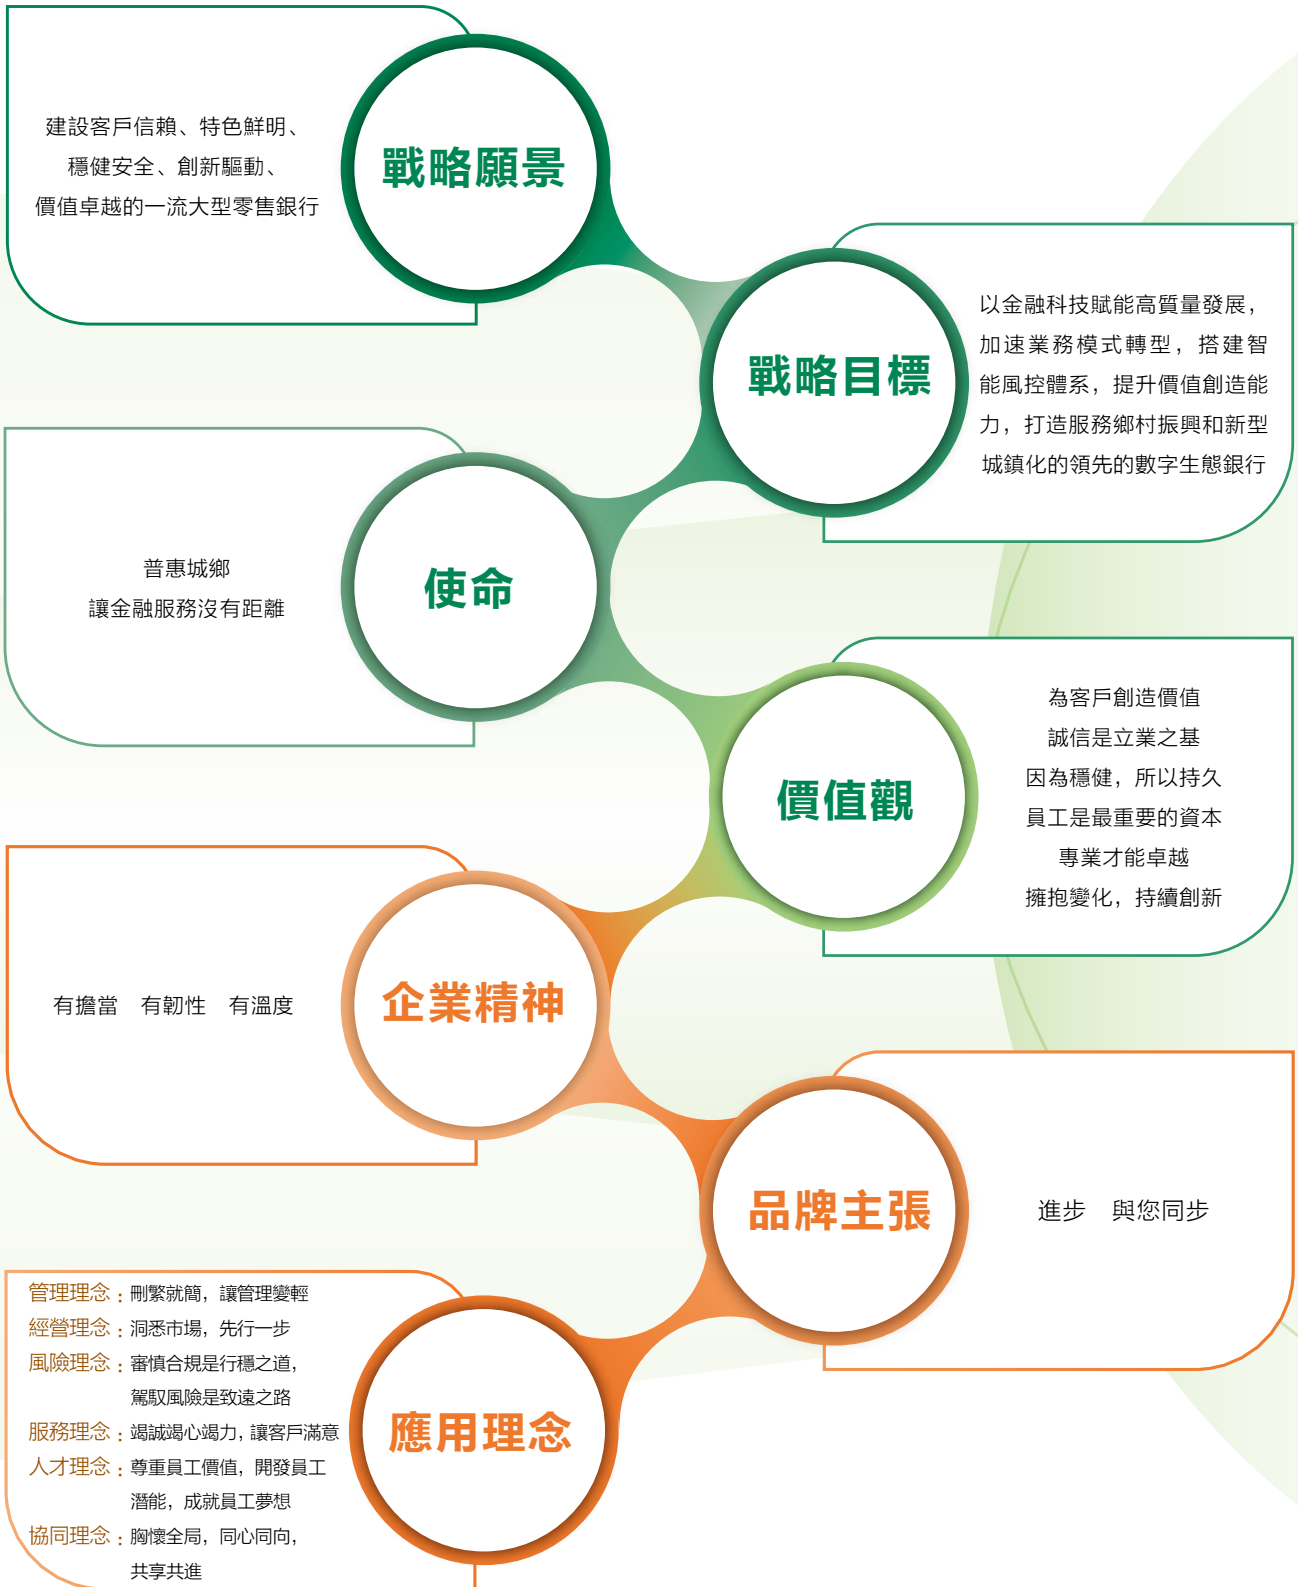 戰略願景
建設客戶信賴、特色鮮明、
穩健安全、創新驅動、
價值卓越的一流大型零售銀行
戰略目標
以金融科技賦能高質量發展，
加速業務模式轉型，搭建智
能風控體系，提升價值創造能
力，打造服務鄉村振興和新型
城鎮化的領先的數字生態銀行
使命
普惠城鄉
讓金融服務沒有距離
價值觀
為客戶創造價值
誠信是立業之基
因為穩健，所以持久
員工是最重要的資本
專業才能卓越
擁抱變化，持續創新
企業精神
有擔當　有韌性　有溫度
品牌主張
進步　與您同步
應用理念
管理理念：刪繁就簡，讓管理變輕
經營理念：洞悉市場，先行一步
風險理念：審慎合規是行穩之道，
駕馭風險是致遠之路
服務理念：竭誠竭心竭力，讓客戶滿意
人才理念：尊重員工價值，開發員工
潛能，成就員工夢想
協同理念：胸懷全局，同心同向，
共享共進